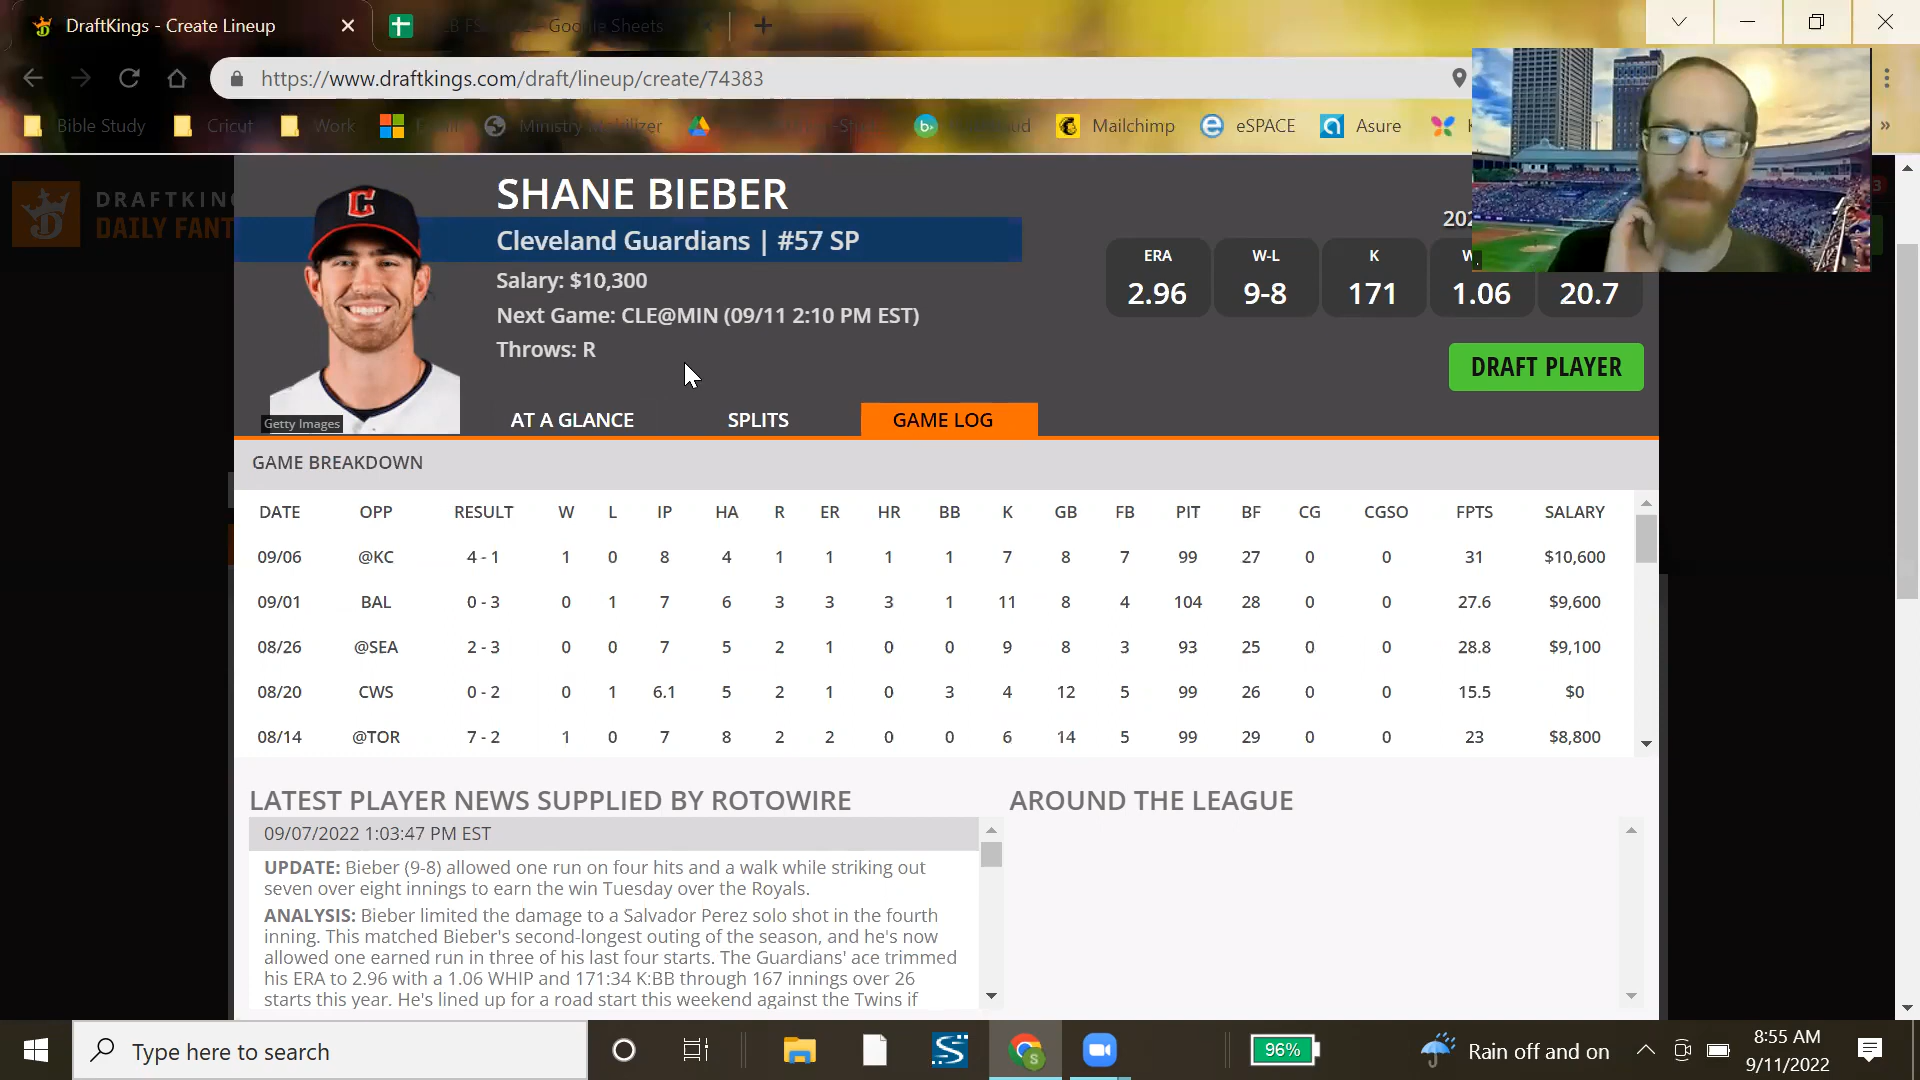 DraftKings - Create Lineup
Google Sheets
https://www.draftkings.com/draft/lineup/create/74383
Bible Study
Cricut
Work
Ministry Mobilizer
Mailchimp
eSPACE
Asure
DRAFTKING
DAILY FANT
SHANE BIEBER
Cleveland Guardians | #57 SP
Salary: $10,300
Next Game: CLE@MIN (09/11 2:10 PM EST)
Throws: R
Getty Images
202
ERA W-L K W
2.96 9-8 171 1.06 20.7
DRAFT PLAYER
AT A GLANCE SPLITS GAME LOG
GAME BREAKDOWN
DATE OPP RESULT W L IP HA R ER HR BB K GB FB PIT BF CG CGSO FPTS SALARY
09/06 @KC 4 - 1 1 0 8 4 1 1 1 1 7 8 7 99 27 0 0 31 $10,600
09/01 BAL 0 - 3 0 1 7 6 3 3 3 1 11 8 4 104 28 0 0 27.6 $9,600
08/26 @SEA 2 - 3 0 0 7 5 2 1 0 0 9 8 3 93 25 0 0 28.8 $9,100
08/20 CWS 0 - 2 0 1 6.1 5 2 1 0 3 4 12 5 99 26 0 0 15.5 $0
08/14 @TOR 7 - 2 1 0 7 8 2 2 0 0 6 14 5 99 29 0 0 23 $8,800
LATEST PLAYER NEWS SUPPLIED BY ROTOWIRE
09/07/2022 1:03:47 PM EST
UPDATE: Bieber (9-8) allowed one run on four hits and a walk while striking out
seven over eight innings to earn the win Tuesday over the Royals.
ANALYSIS: Bieber limited the damage to a Salvador Perez solo shot in the fourth
inning. This matched Bieber's second-longest outing of the season, and he's now
allowed one earned run in three of his last four starts. The Guardians' ace trimmed
his ERA to 2.96 with a 1.06 WHIP and 171:34 K:BB through 167 innings over 26
starts this year. He's lined up for a road start this weekend against the Twins if
AROUND THE LEAGUE
Type here to search
96%
Rain off and on
8:55 AM
9/11/2022